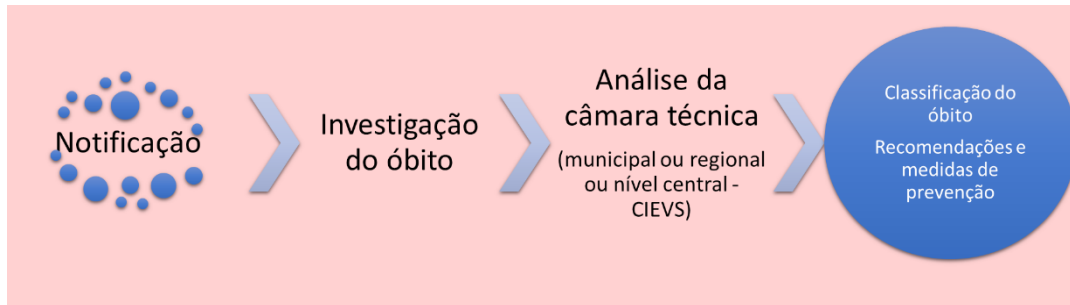 Notificação
Investigação
do óbito
Análise da
câmara técnica
(municipal ou regional
ou nível central -
CIEVS)
Classificação do
óbito
Recomendações e
medidas de
prevenção